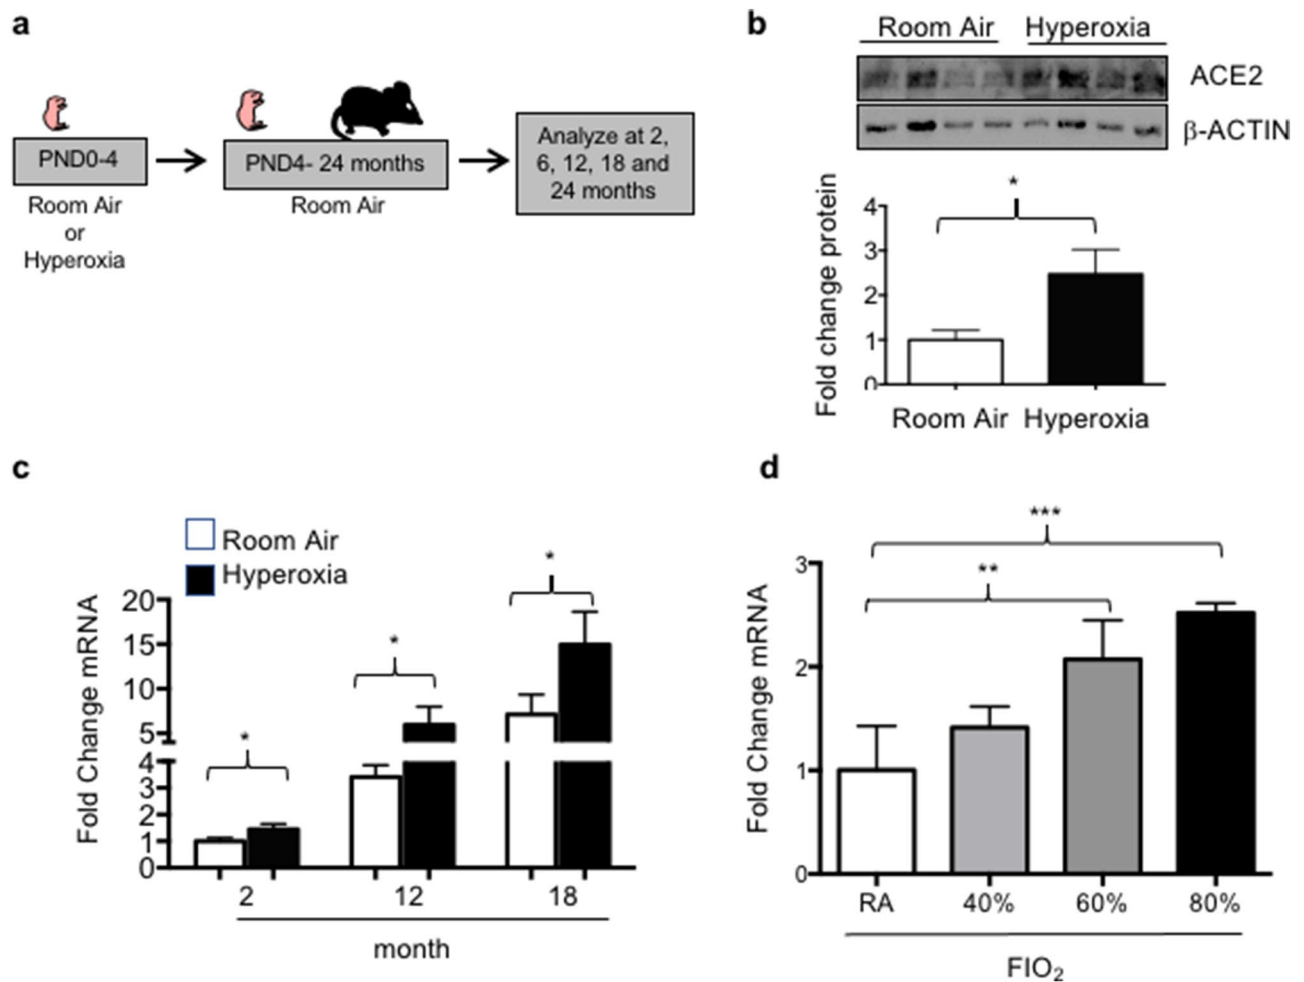 a
PND0-4
Room Air
or
Hyperoxia
PND4- 24 months
Room Air
Analyze at 2,
6, 12, 18 and
24 months
b
Room Air Hyperoxia
ACE2
β-ACTIN
*
Fold change protein
4
3
2
1
0
Room Air Hyperoxia
c
Room Air
Hyperoxia
* * *
Fold Change mRNA
20
15
10
5
4
3
2
1
0
2 12 18
month
d
***
**
Fold Change mRNA
3
2
1
0
RA 40% 60% 80%
FIO₂